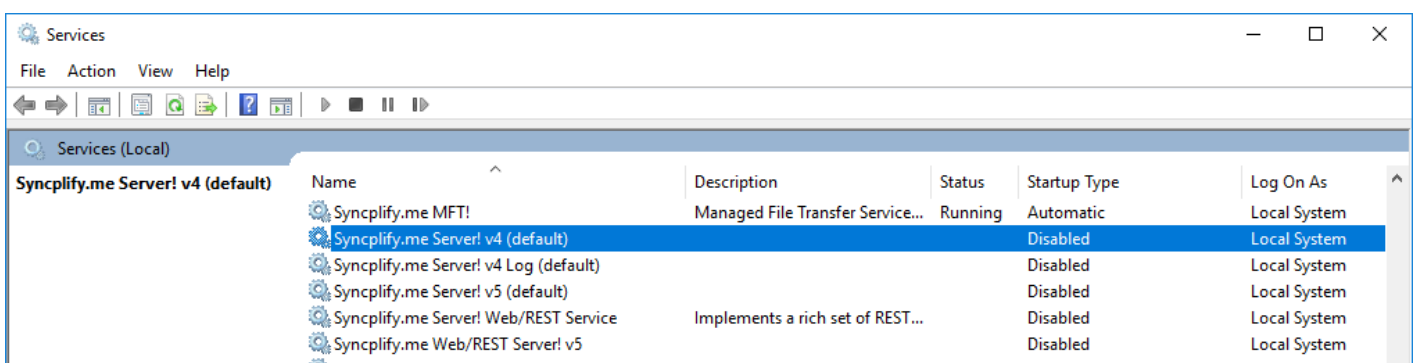 Services
File Action View Help
Services (Local)
Syncplify.me Server! v4 (default)
Name Description Status Startup Type Log On As
Syncplify.me MFT! Managed File Transfer Service... Running Automatic Local System
Syncplify.me Server! v4 (default) Disabled Local System
Syncplify.me Server! v4 Log (default) Disabled Local System
Syncplify.me Server! v5 (default) Disabled Local System
Syncplify.me Server! Web/REST Service Implements a rich set of REST... Disabled Local System
Syncplify.me Web/REST Server! v5 Disabled Local System